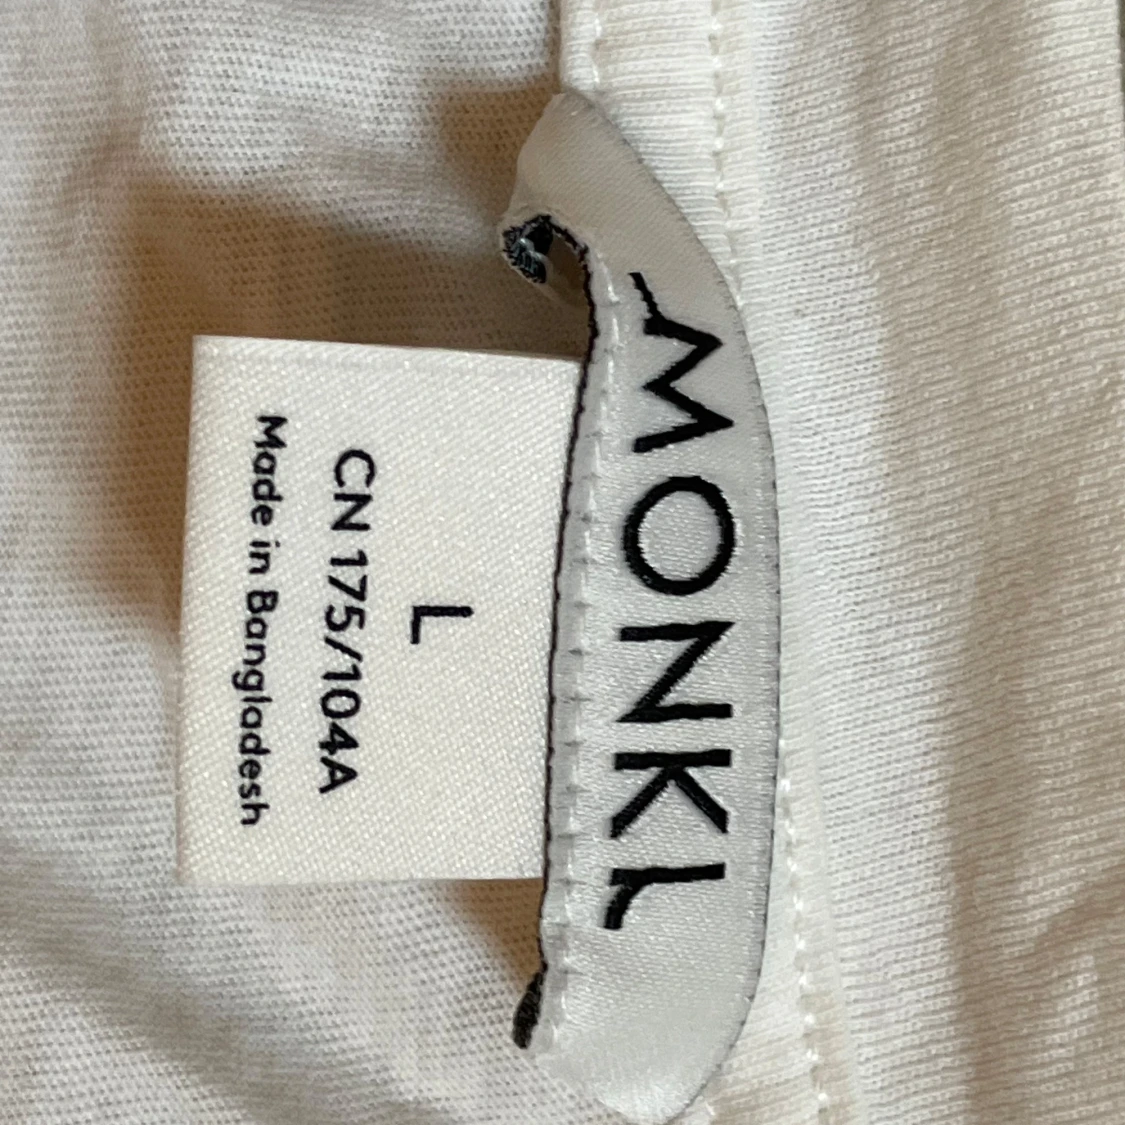 MONKI
L
CN 175/104A
Made in Bangladesh